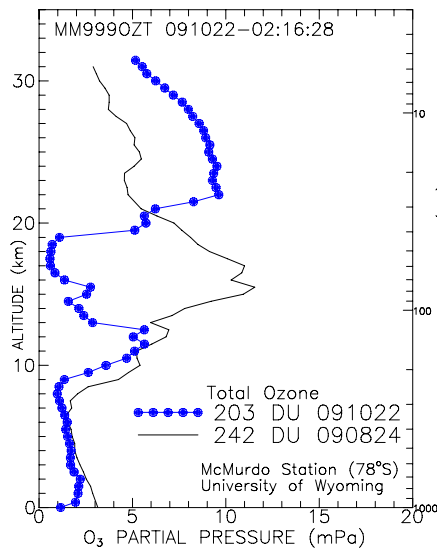 MM999OZT 091022-02:16:28
30
20
10
0
ALTITUDE (km)
10
100
1000
Total Ozone
203 DU 091022
242 DU 090824
McMurdo Station (78°S)
University of Wyoming
0 5 10 15 20
O₃ PARTIAL PRESSURE (mPa)